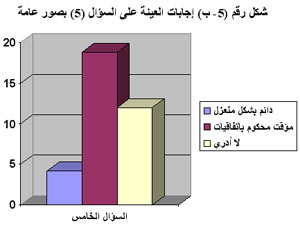 شكل رقم (5- ب) إجابات العينة على السؤال (5) بصور عامة
20
15
10
5
0
دائم بشكل منعزل
مؤقت محكوم باتفاقيات
لا أدري
السؤال الخامس